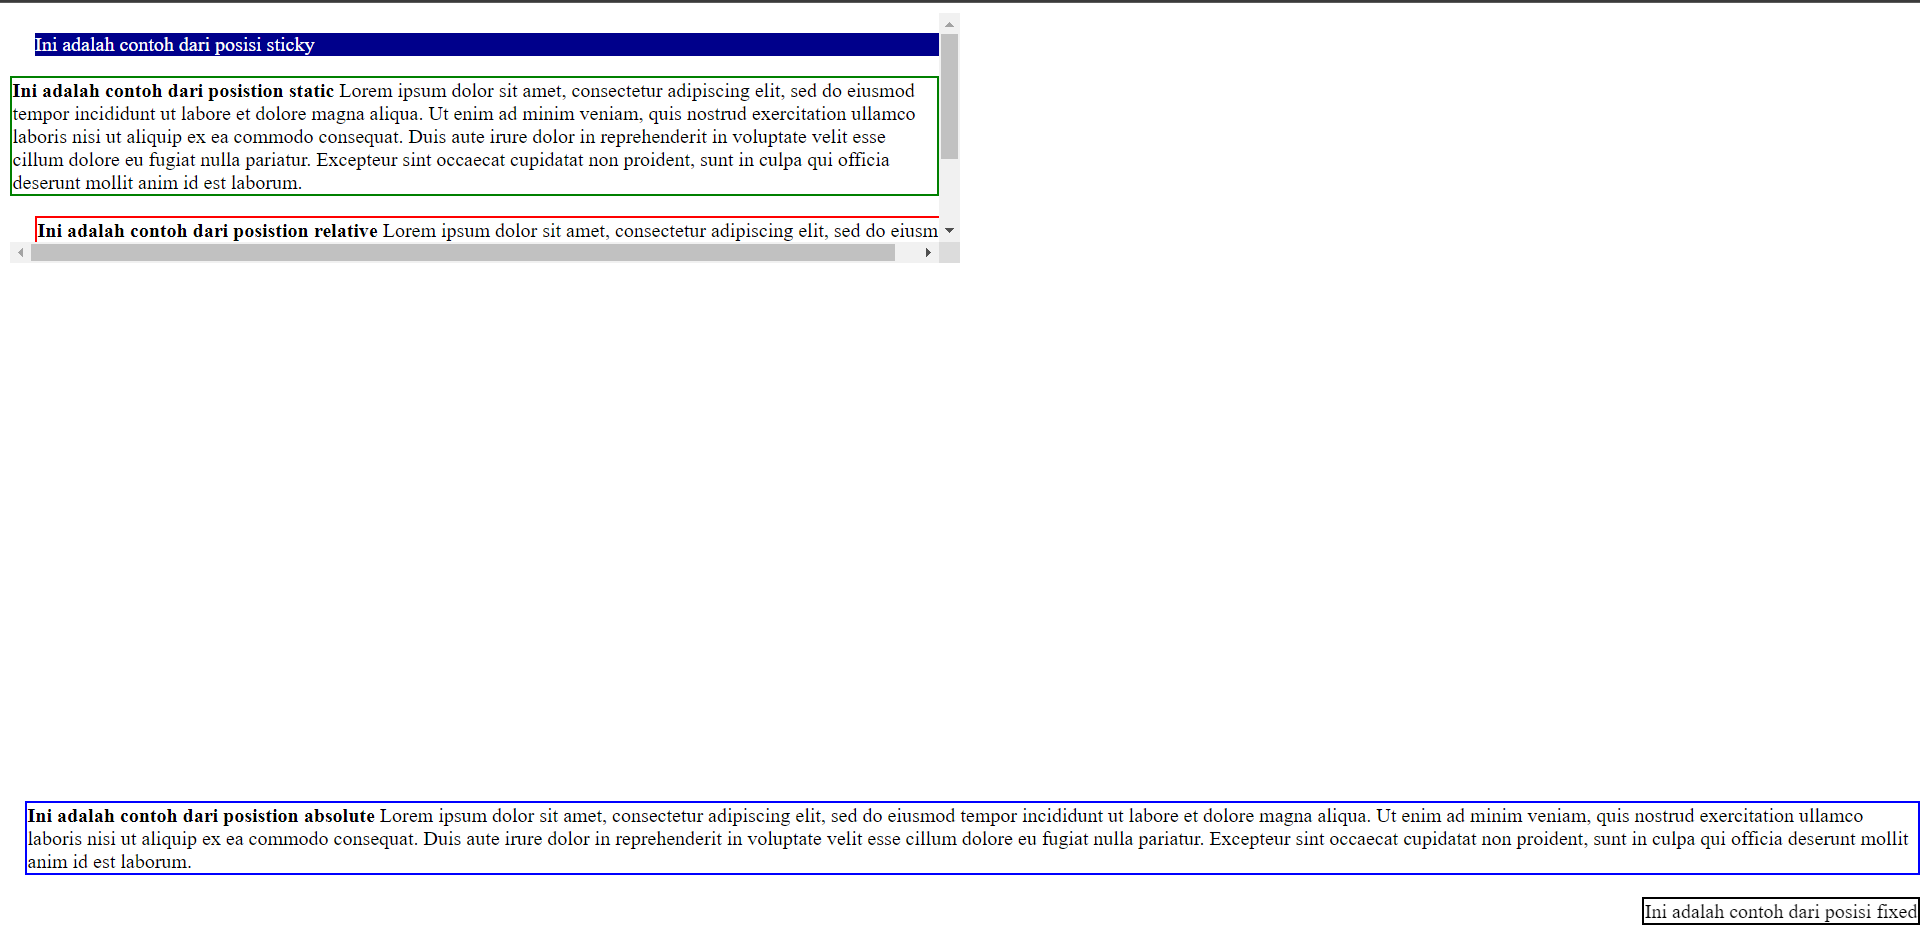 Ini adalah contoh dari posisi sticky
Ini adalah contoh dari posistion static Lorem ipsum dolor sit amet, consectetur adipiscing elit, sed do eiusmod
tempor incididunt ut labore et dolore magna aliqua. Ut enim ad minim veniam, quis nostrud exercitation ullamco
laboris nisi ut aliquip ex ea commodo consequat. Duis aute irure dolor in reprehenderit in voluptate velit esse
cillum dolore eu fugiat nulla pariatur. Excepteur sint occaecat cupidatat non proident, sunt in culpa qui officia
deserunt mollit anim id est laborum.
Ini adalah contoh dari posistion relative Lorem ipsum dolor sit amet, consectetur adipiscing elit, sed do eiusm
Ini adalah contoh dari posistion absolute Lorem ipsum dolor sit amet, consectetur adipiscing elit, sed do eiusmod tempor incididunt ut labore et dolore magna aliqua. Ut enim ad minim veniam, quis nostrud exercitation ullamco
laboris nisi ut aliquip ex ea commodo consequat. Duis aute irure dolor in reprehenderit in voluptate velit esse cillum dolore eu fugiat nulla pariatur. Excepteur sint occaecat cupidatat non proident, sunt in culpa qui officia deserunt mollit
anim id est laborum.
Ini adalah contoh dari posisi fixed